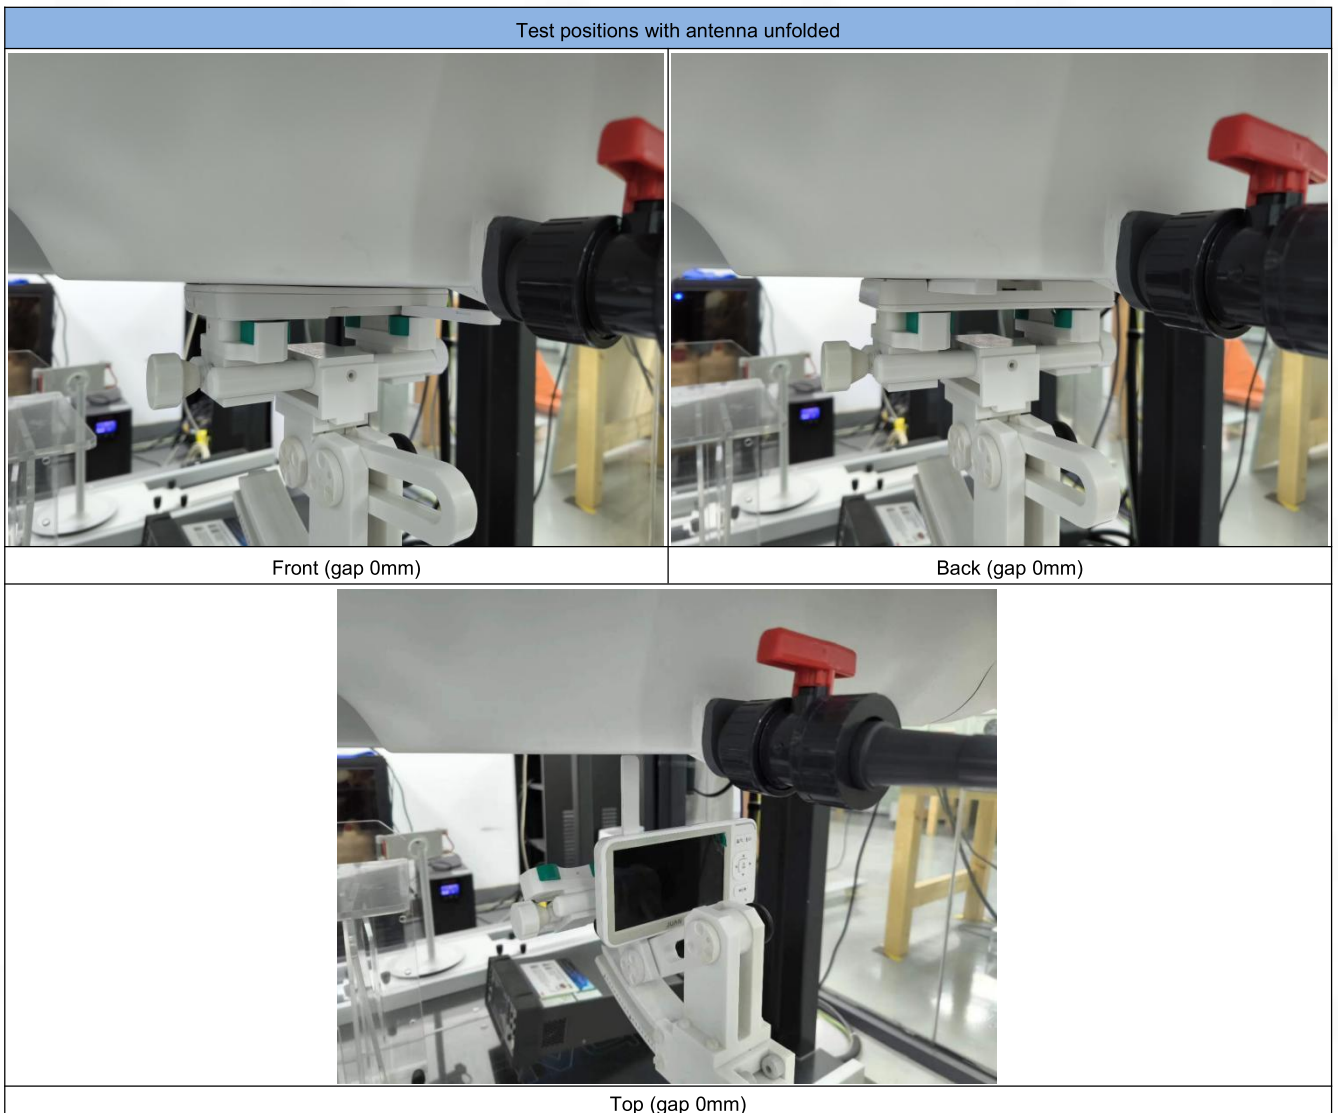 Test positions with antenna unfolded
Front (gap 0mm)
Back (gap 0mm)
Top (gap 0mm)